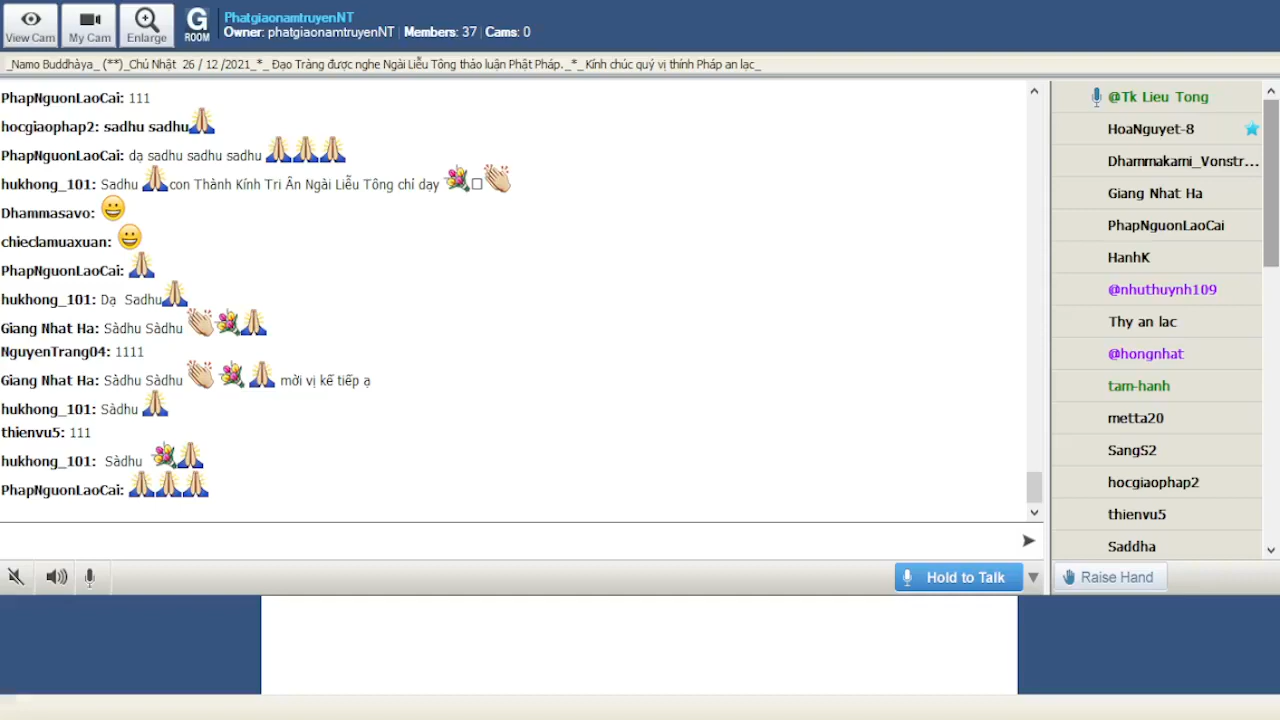 PhatgiaonamtruyenNT
Owner: phatgiaonamtruyenNT Members: 37 Cams: 0
View Cam My Cam Enlarge G ROOM
_Namo Buddhàya_ (**)_Chủ Nhật 26 / 12 /2021_*_ Đạo Tràng được nghe Ngài Liễu Tông thảo luận Phật Pháp._*_Kính chúc quý vị thính Pháp an lạc_
PhapNguonLaoCai: 111
hocgiaophap2: sadhu sadhu
PhapNguonLaoCai: dạ sadhu sadhu sadhu
hukhong_101: Sadhu con Thành Kính Tri Ân Ngài Liễu Tông chỉ dạy
Dhammasavo:
chieclamuaxuan:
PhapNguonLaoCai:
hukhong_101: Dạ Sadhu
Giang Nhat Ha: Sàdhu Sàdhu
NguyenTrang04: 1111
Giang Nhat Ha: Sàdhu Sàdhu mời vị kế tiếp ạ
hukhong_101: Sàdhu
thienvu5: 111
hukhong_101: Sàdhu
PhapNguonLaoCai:
@Tk Lieu Tong
HoaNguyet-8
Dhammakami_Vonstr...
Giang Nhat Ha
PhapNguonLaoCai
HanhK
@nhuthuynh109
Thy an lac
@hongnhat
tam-hanh
metta20
SangS2
hocgiaophap2
thienvu5
Saddha
Hold to Talk
Raise Hand